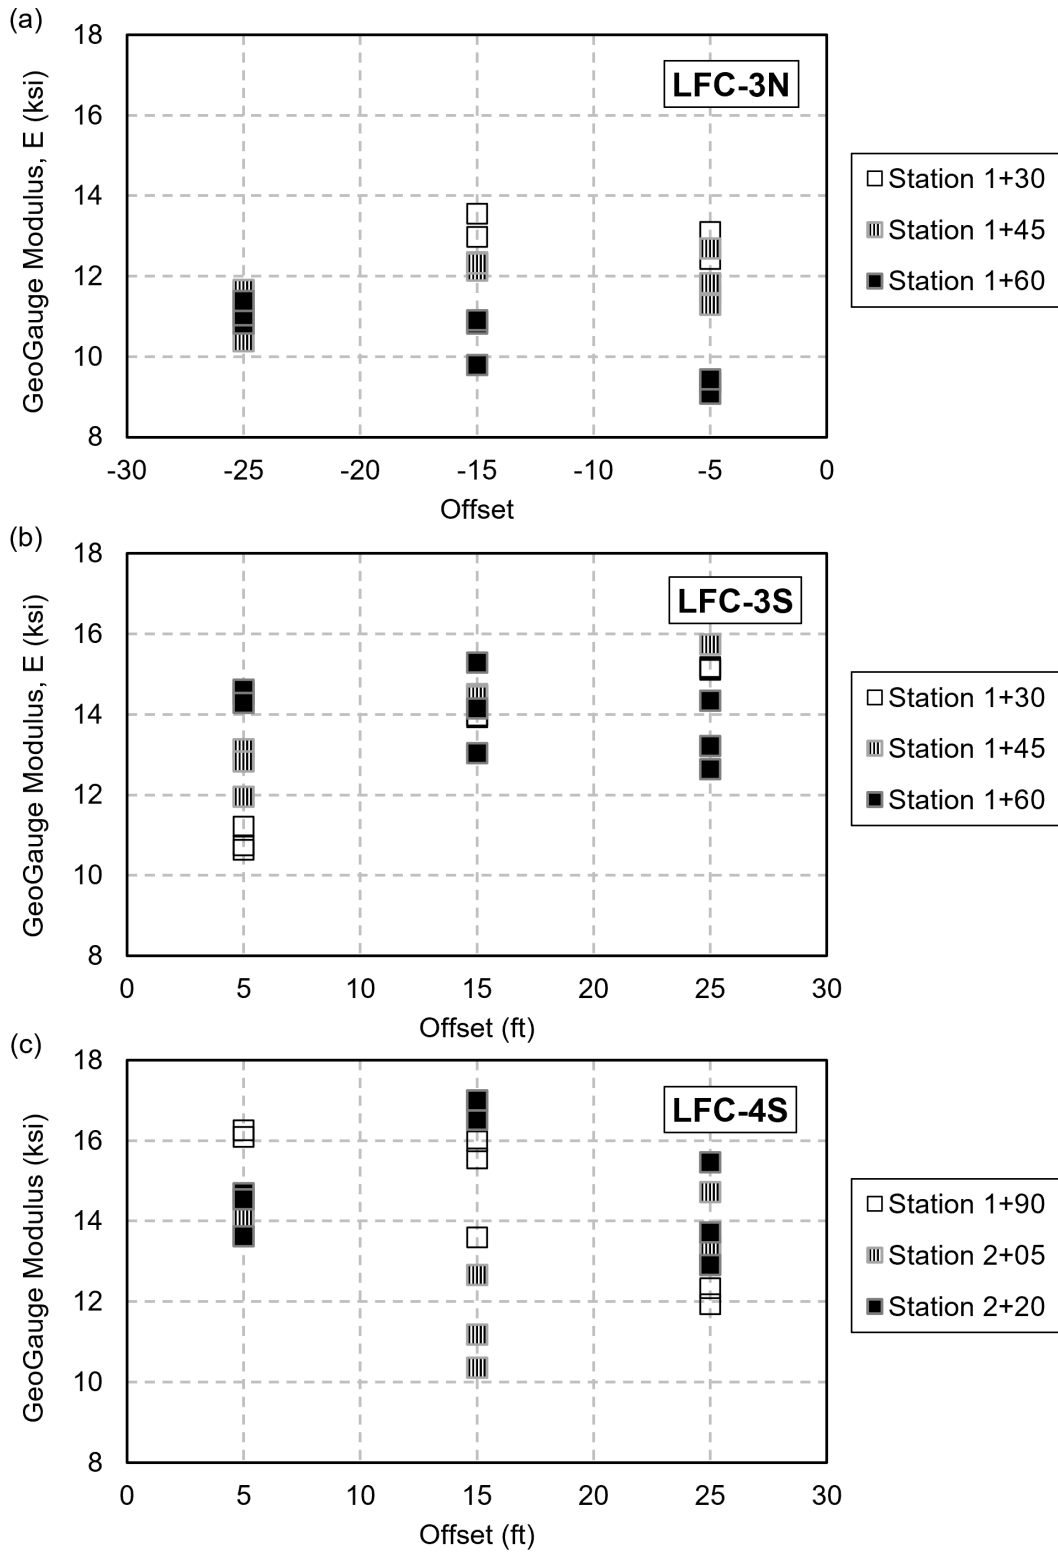 (a)
18
16
14
12
10
8
GeoGauge Modulus, E (ksi)
LFC-3N
Station 1+30
Station 1+45
Station 1+60
-30 -25 -20 -15 -10 -5 0
Offset
(b)
18
16
14
12
10
8
GeoGauge Modulus, E (ksi)
LFC-3S
Station 1+30
Station 1+45
Station 1+60
0 5 10 15 20 25 30
Offset (ft)
(c)
18
16
14
12
10
8
GeoGauge Modulus (ksi)
LFC-4S
Station 1+90
Station 2+05
Station 2+20
0 5 10 15 20 25 30
Offset (ft)